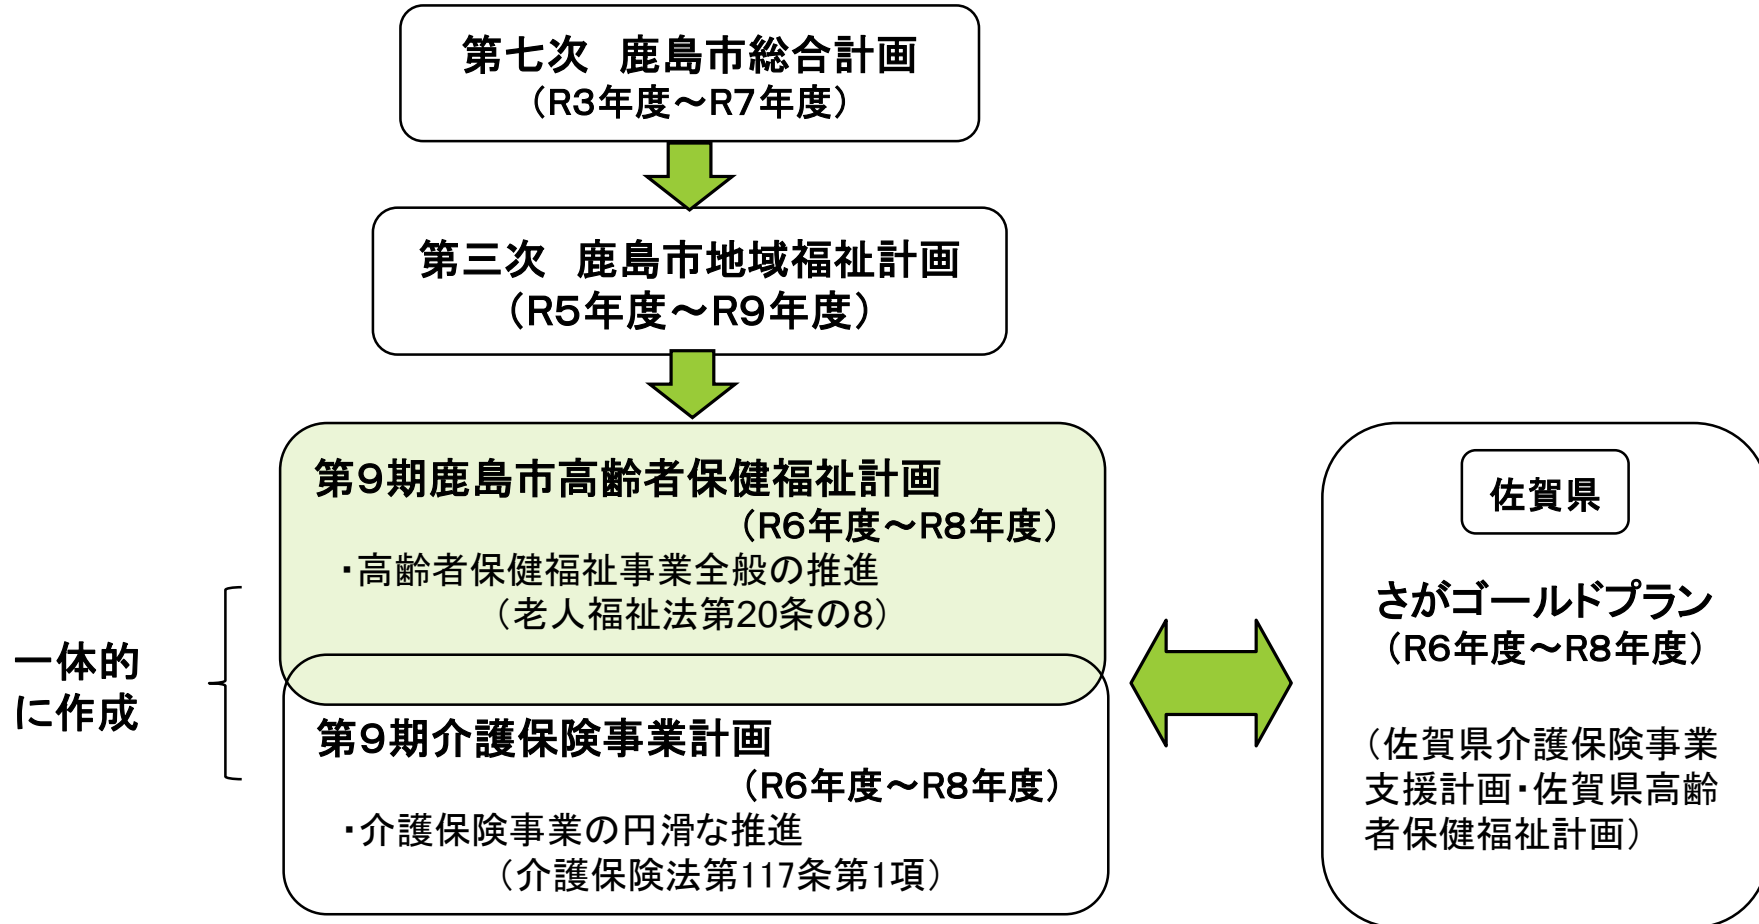 第七次　鹿島市総合計画
（R3年度～R7年度）
第三次　鹿島市地域福祉計画
（R5年度～R9年度）
第9期鹿島市高齢者保健福祉計画
（R6年度～R8年度）
・高齢者保健福祉事業全般の推進
（老人福祉法第20条の8）
一体的
に作成
第9期介護保険事業計画
（R6年度～R8年度）
・介護保険事業の円滑な推進
（介護保険法第117条第1項）
佐賀県
さがゴールドプラン
（R6年度～R8年度）
（佐賀県介護保険事業
支援計画・佐賀県高齢
者保健福祉計画）